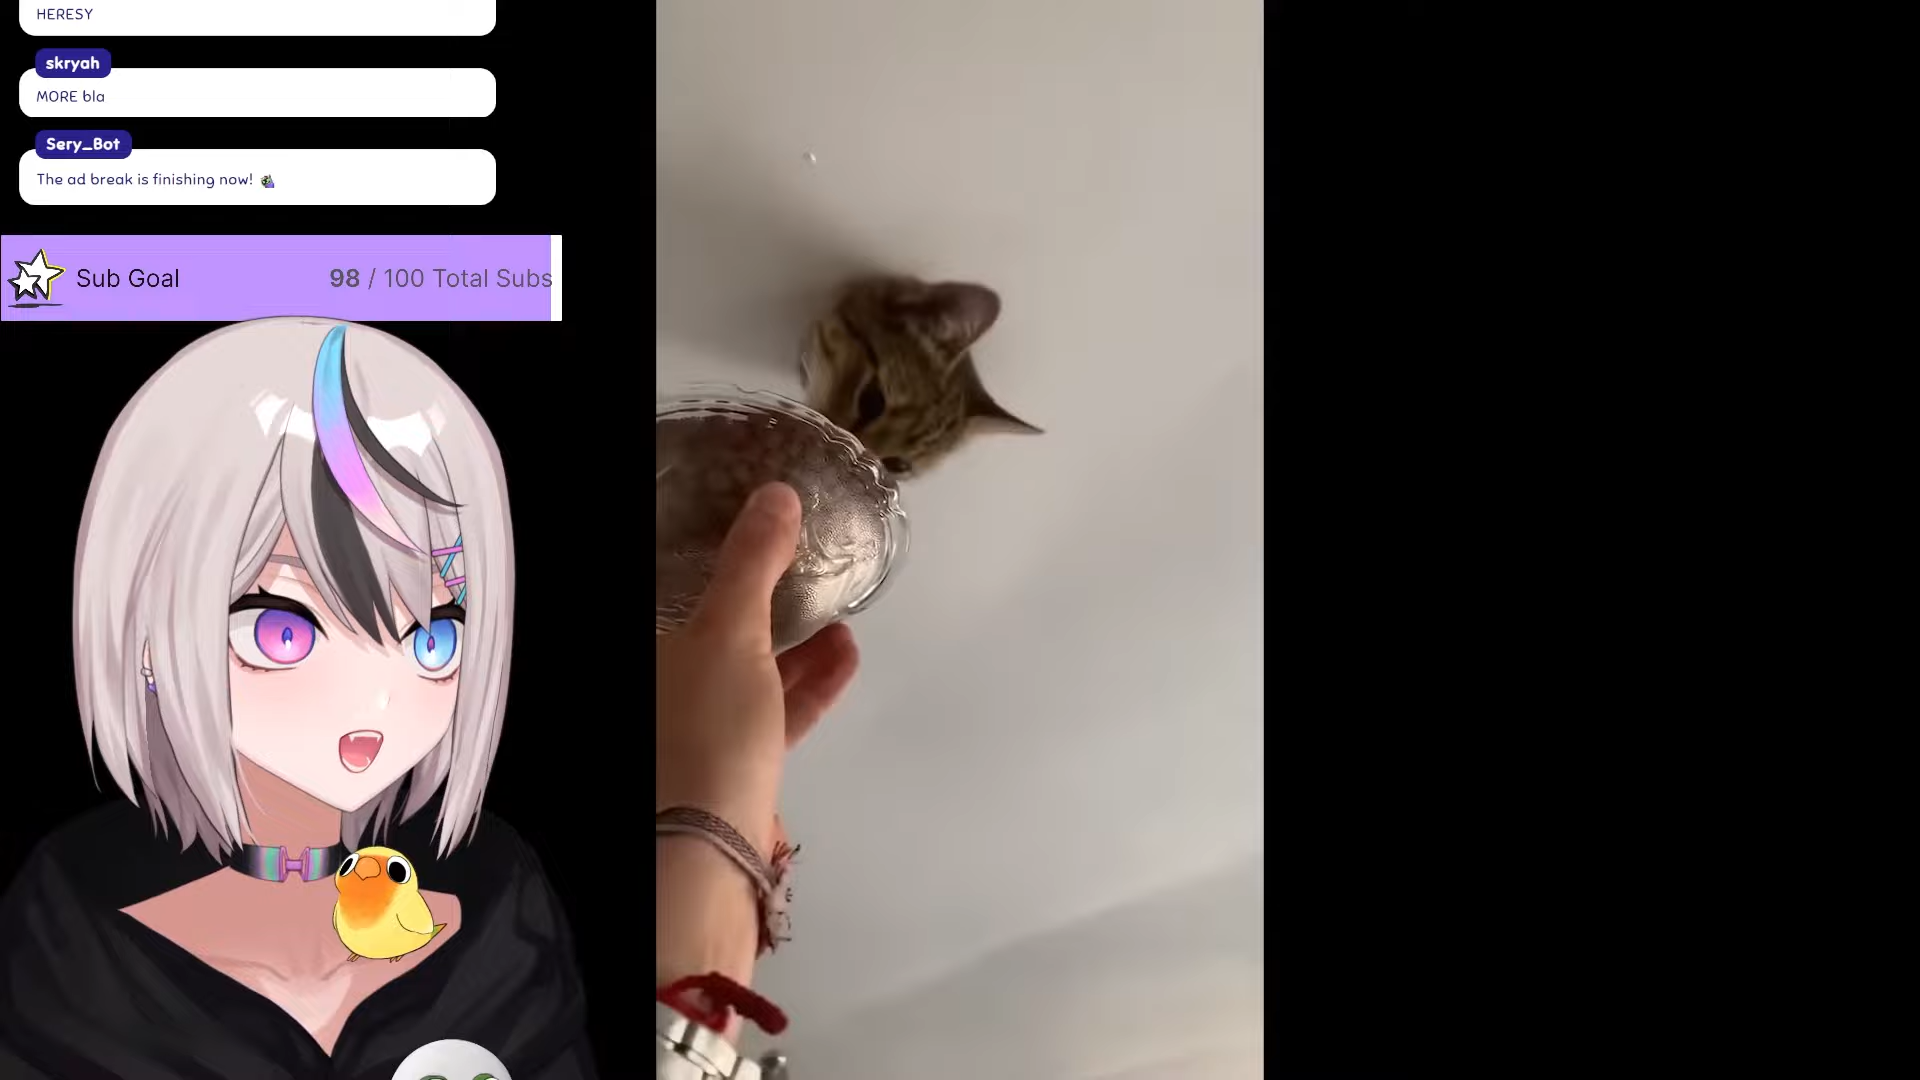 HERESY
skryah
MORE bla
Sery_Bot
The ad break is finishing now!
Sub Goal 98 / 100 Total Subs